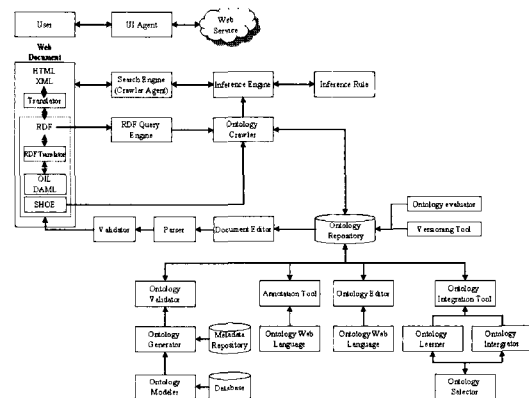 User
UI Agent
Web
Service
Web
Document
HTML
XML
Translator
RDF
RDF Translator
OIL
DAML
SHOE
Search Engine
(Crawler Agent)
Inference Engine
Inference Rule
RDF Query
Engine
Ontology
Crawler
Validator
Parser
Document Editor
Ontology
Repository
Ontology evaluator
Versioning Tool
Ontology
Validator
Annotation Tool
Ontology Editor
Ontology
Integration Tool
Ontology
Generator
Metadata
Repository
Ontology Web
Language
Ontology Web
Language
Ontology
Learner
Ontology
Intergrator
Ontology
Modeler
Database
Ontology
Selector